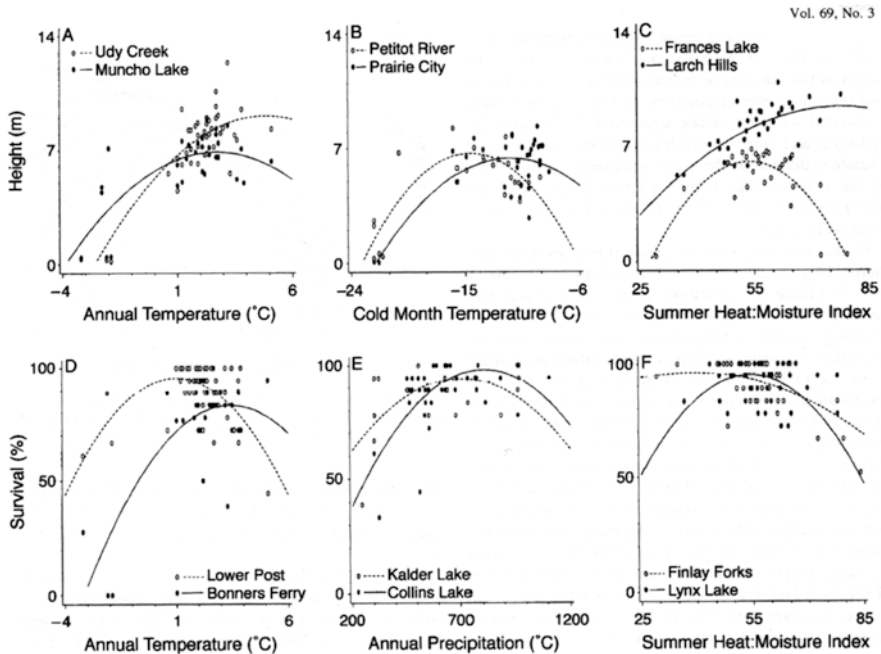 Vol. 69, No. 3
A
Udy Creek
Muncho Lake
14
7
0
Height (m)
−4
1
6
Annual Temperature (°C)
B
Petitot River
Prairie City
14
7
0
−24
−15
−6
Cold Month Temperature (°C)
C
Frances Lake
Larch Hills
14
7
0
25
55
85
Summer Heat:Moisture Index
D
100
50
0
Survival (%)
Lower Post
Bonners Ferry
−4
1
6
Annual Temperature (°C)
E
100
50
0
Kalder Lake
Collins Lake
200
700
1200
Annual Precipitation (°C)
F
100
50
0
Finlay Forks
Lynx Lake
25
55
85
Summer Heat:Moisture Index